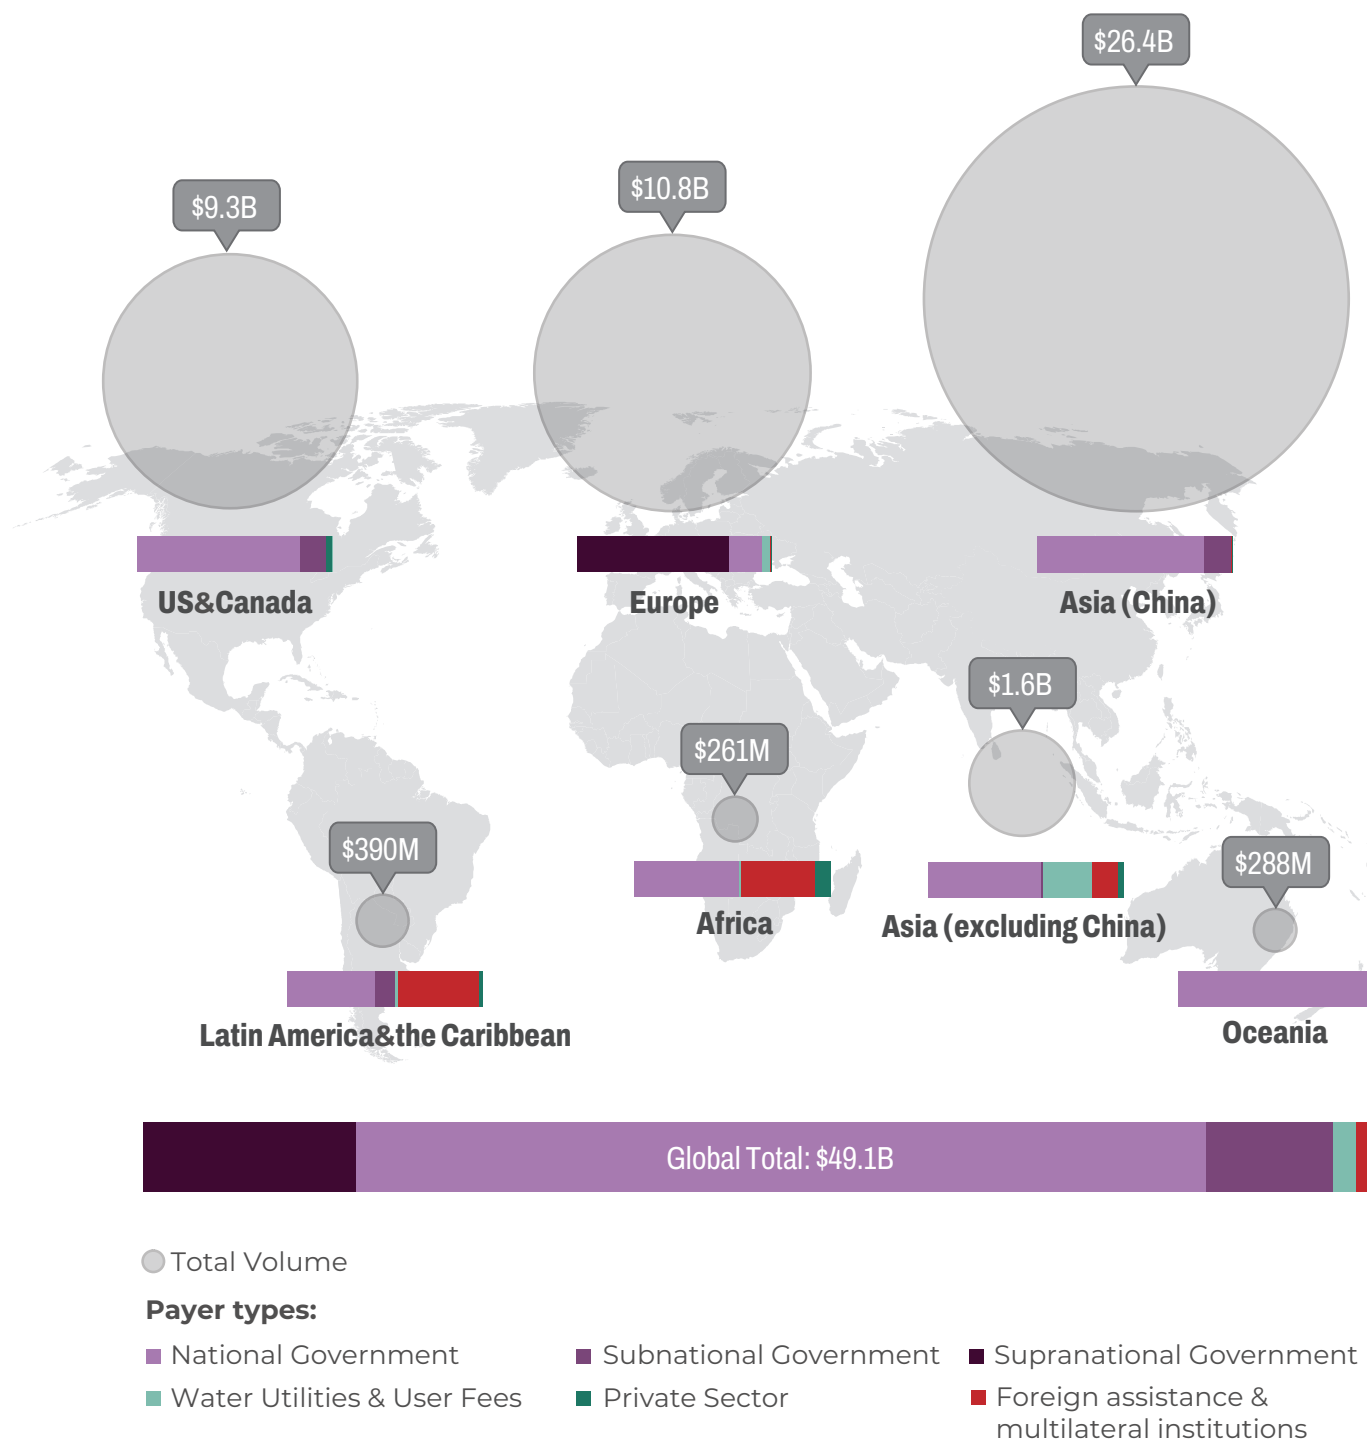 $26.4B
$10.8B
$9.3B
US&Canada
Europe
Asia (China)
$1.6B
$261M
$390M
$288M
Africa
Asia (excluding China)
Latin America&the Caribbean
Oceania
Global Total: $49.1B
Total Volume
Payer types:
National Government
Subnational Government
Supranational Government
Water Utilities & User Fees
Private Sector
Foreign assistance &
multilateral institutions